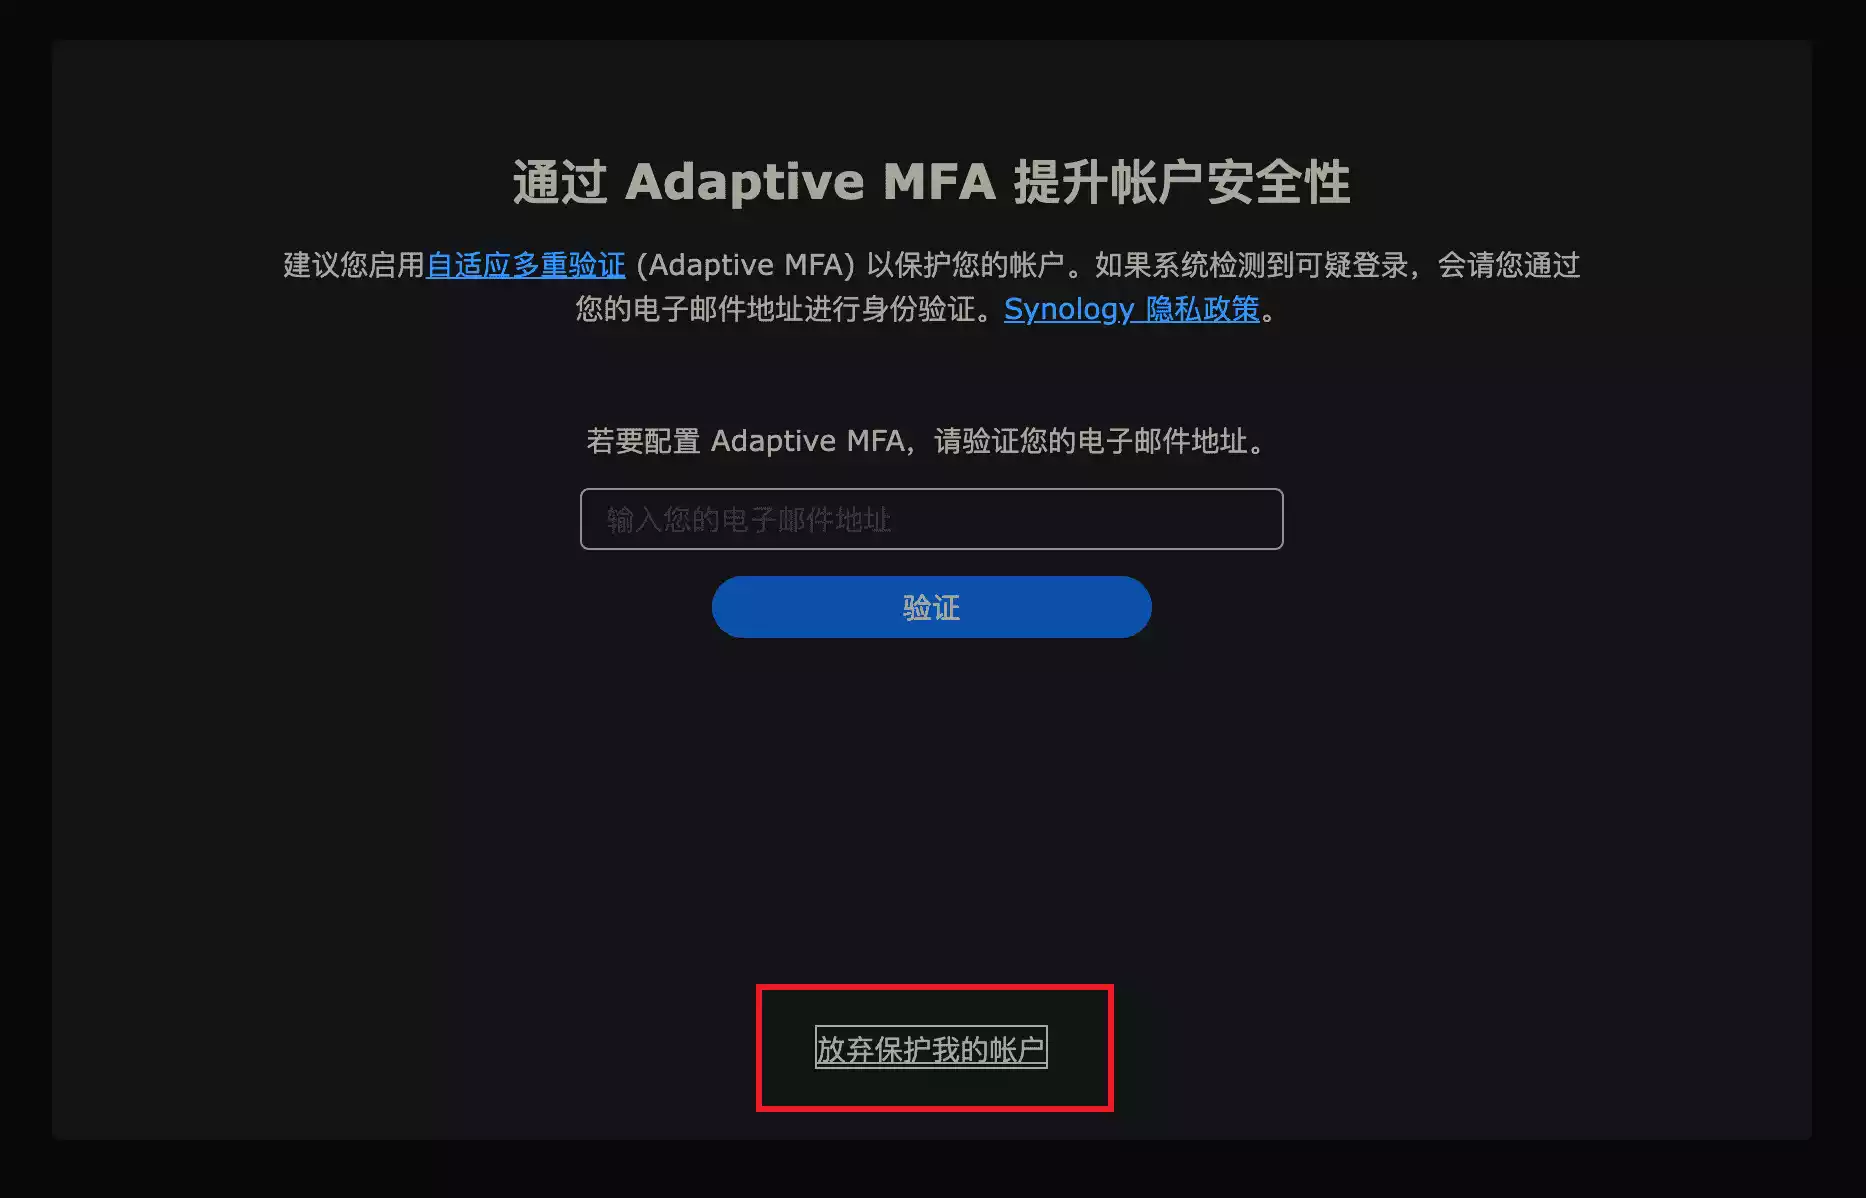 通过 Adaptive MFA 提升帐户安全性
建议您启用自适应多重验证 (Adaptive MFA) 以保护您的帐户。如果系统检测到可疑登录，会请您通过
您的电子邮件地址进行身份验证。Synology 隐私政策。
若要配置 Adaptive MFA，请验证您的电子邮件地址。
输入您的电子邮件地址
验证
放弃保护我的帐户